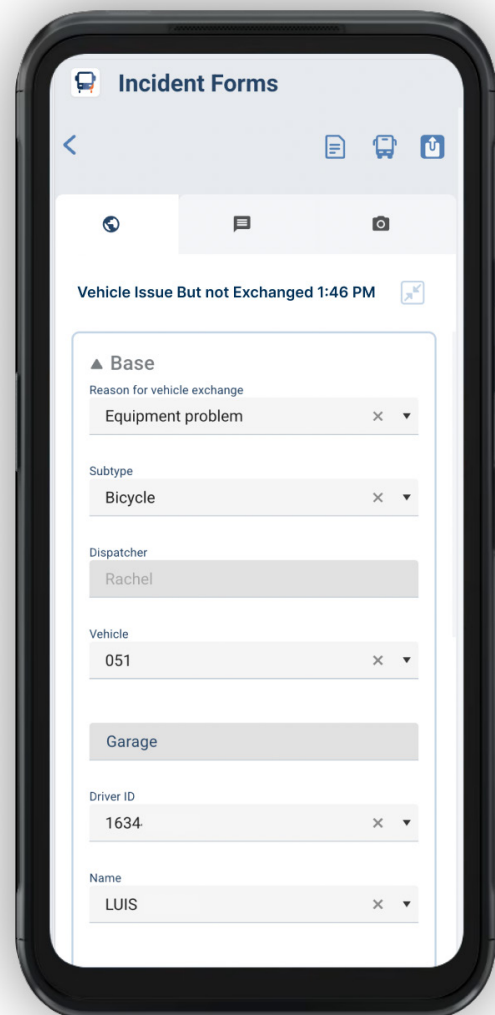 Incident Forms
Vehicle Issue But not Exchanged 1:46 PM
Base
Reason for vehicle exchange
Equipment problem
Subtype
Bicycle
Dispatcher
Rachel
Vehicle
051
Garage
Driver ID
1634
Name
LUIS